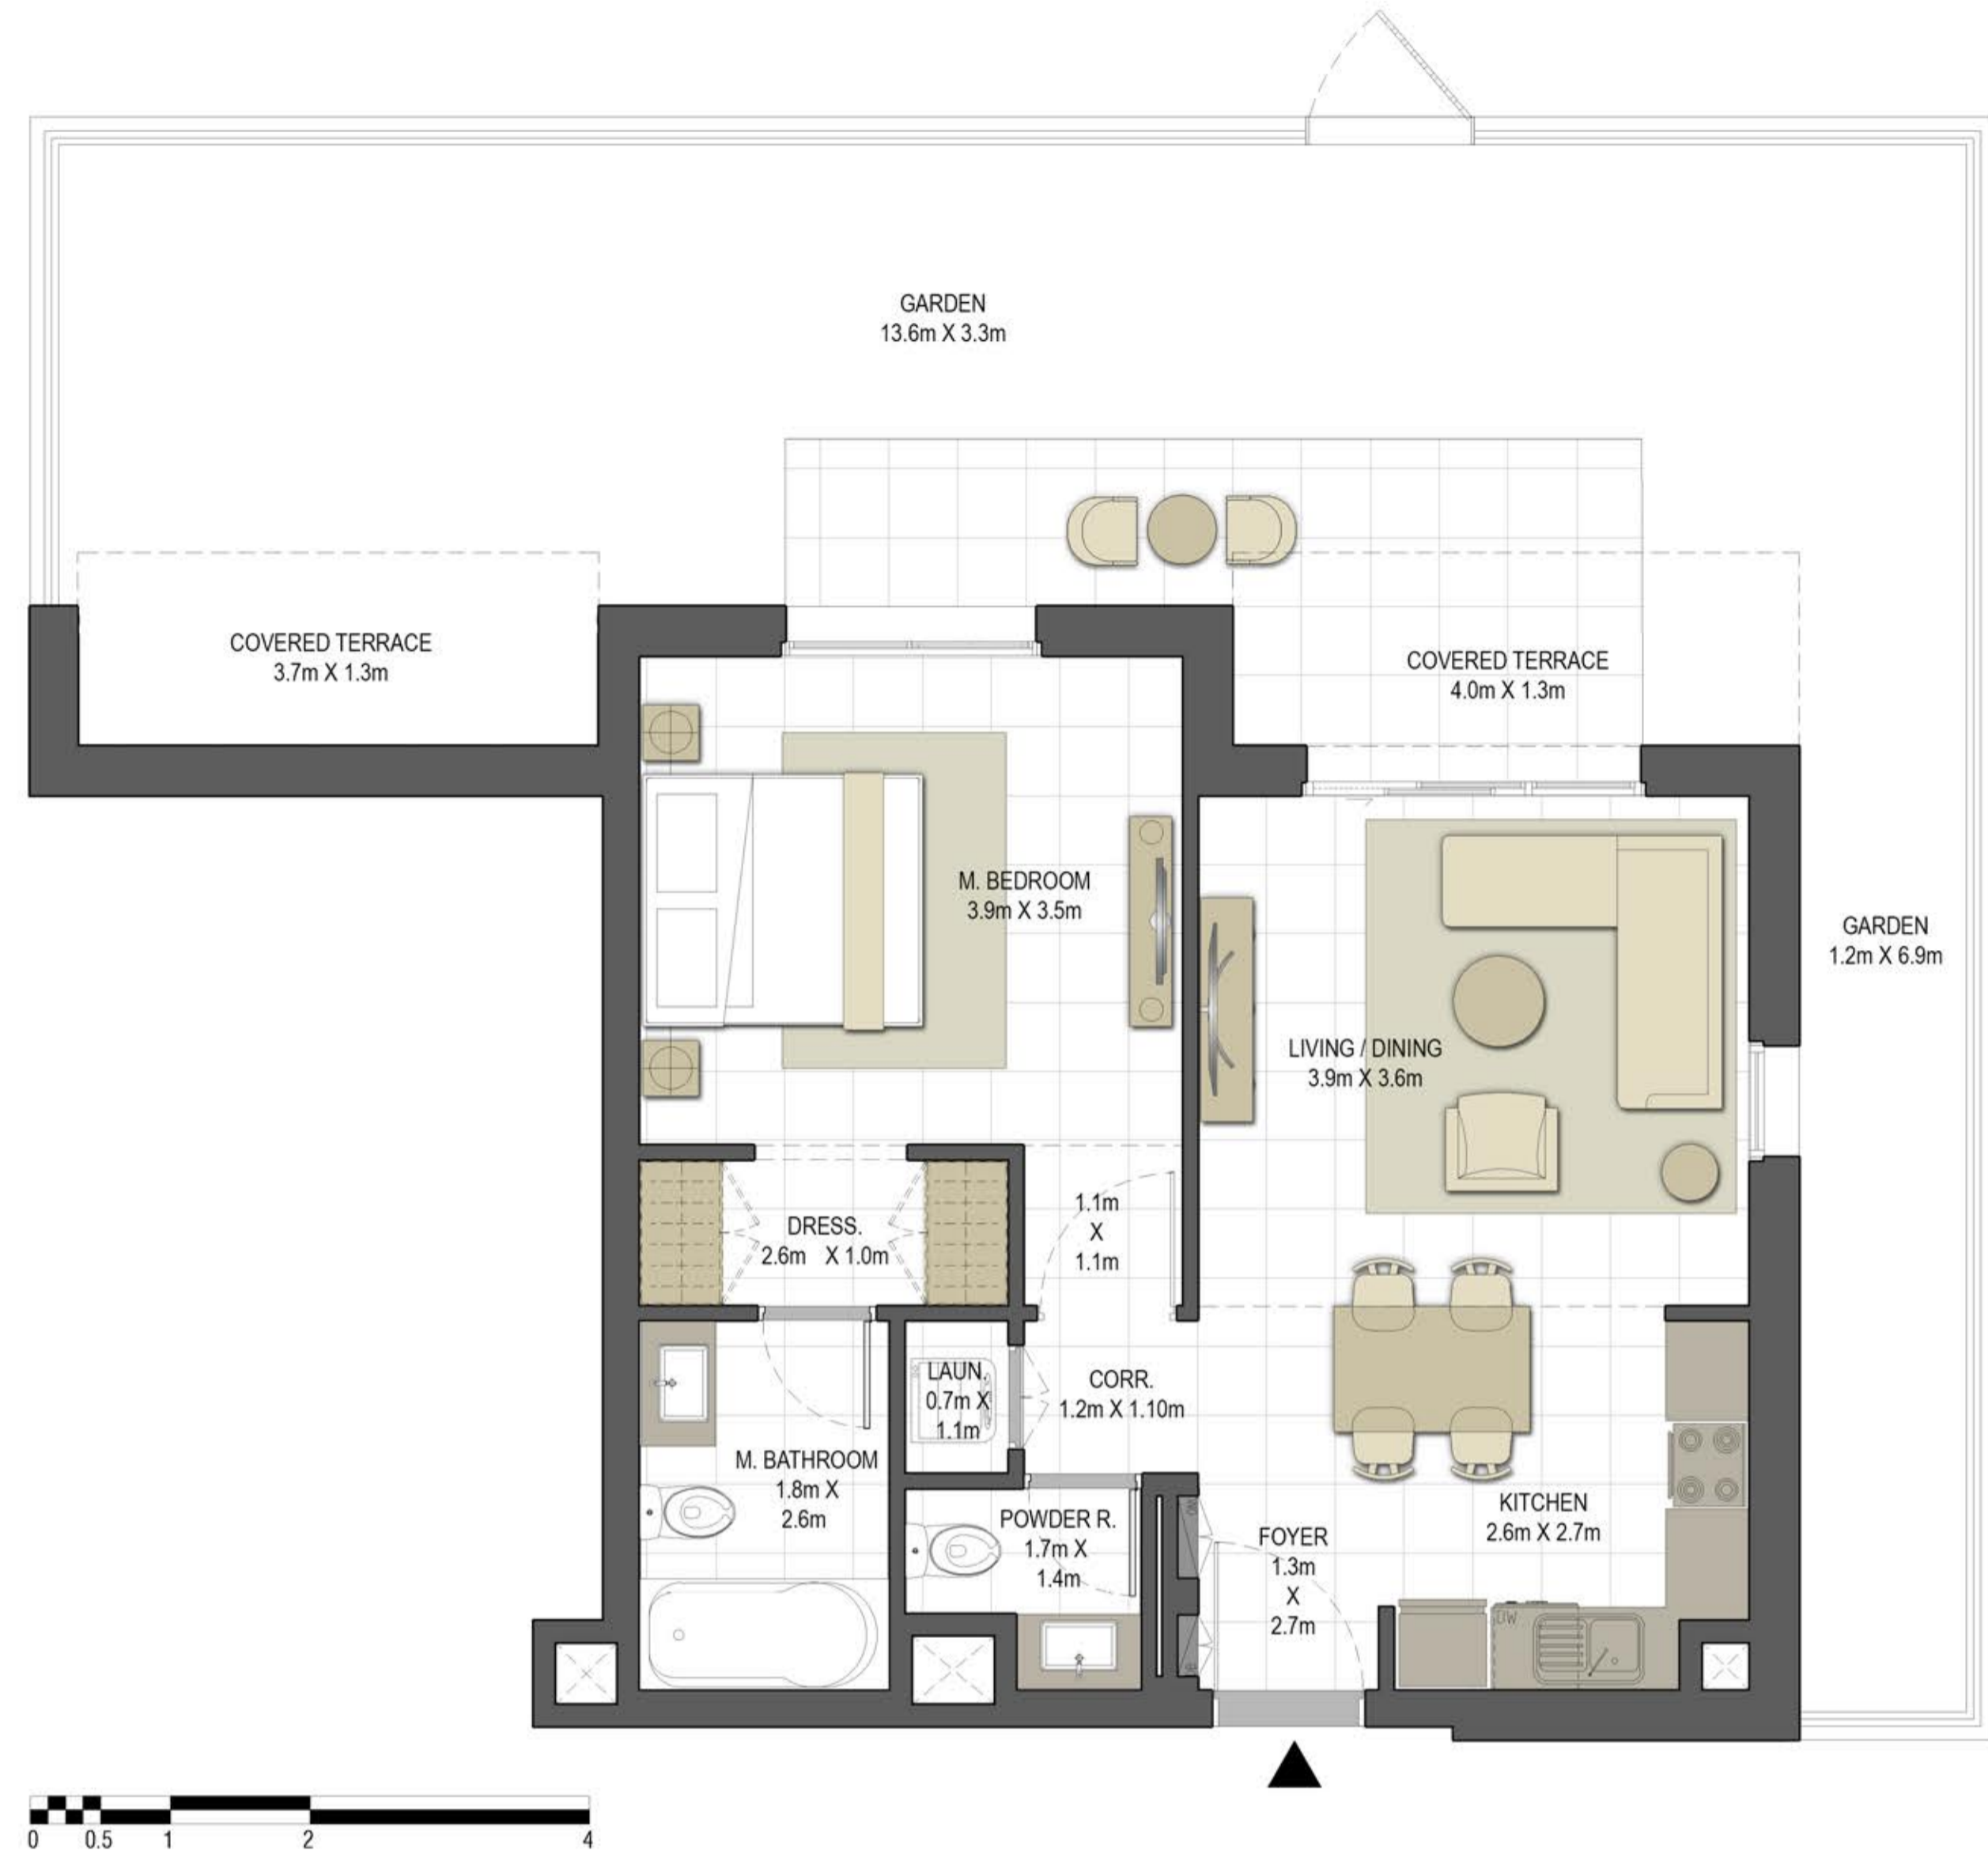 GARDEN
13.6m X 3.3m
COVERED TERRACE
3.7m X 1.3m
COVERED TERRACE
4.0m X 1.3m
M. BEDROOM
3.9m X 3.5m
GARDEN
1.2m X 6.9m
LIVING / DINING
3.9m X 3.6m
1.1m
X
1.1m
DRESS.
2.6m X 1.0m
LAUN.
0.7m X
1.1m
CORR.
1.2m X 1.10m
M. BATHROOM
1.8m X
2.6m
POWDER R.
1.7m X
1.4m
FOYER
1.3m
X
2.7m
KITCHEN
2.6m X 2.7m
DW
0 0.5 1 2 4